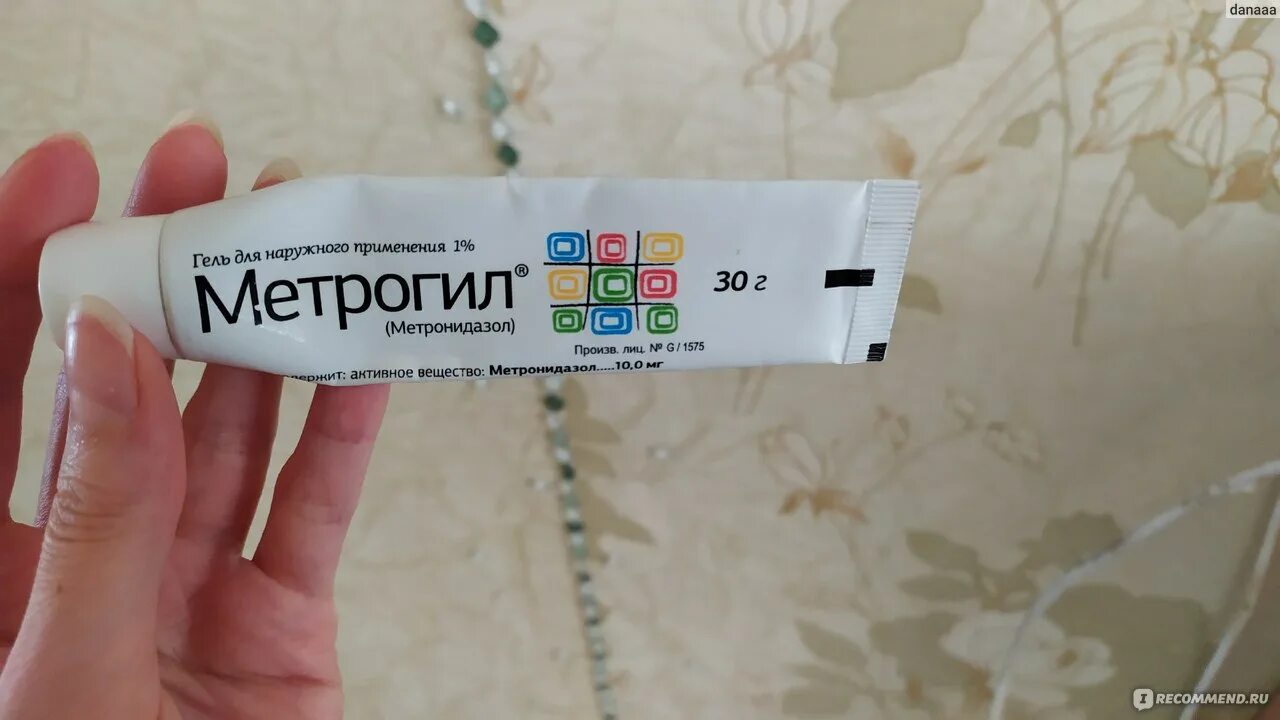 danaaa
Гель для наружного применения 1%
Метрогил®
(Метронидазол)
30 г
Произв. лиц. № G/1575
ержит: активное вещество: Метронидазол.....10,0 мг
I RECOMMEND.RU